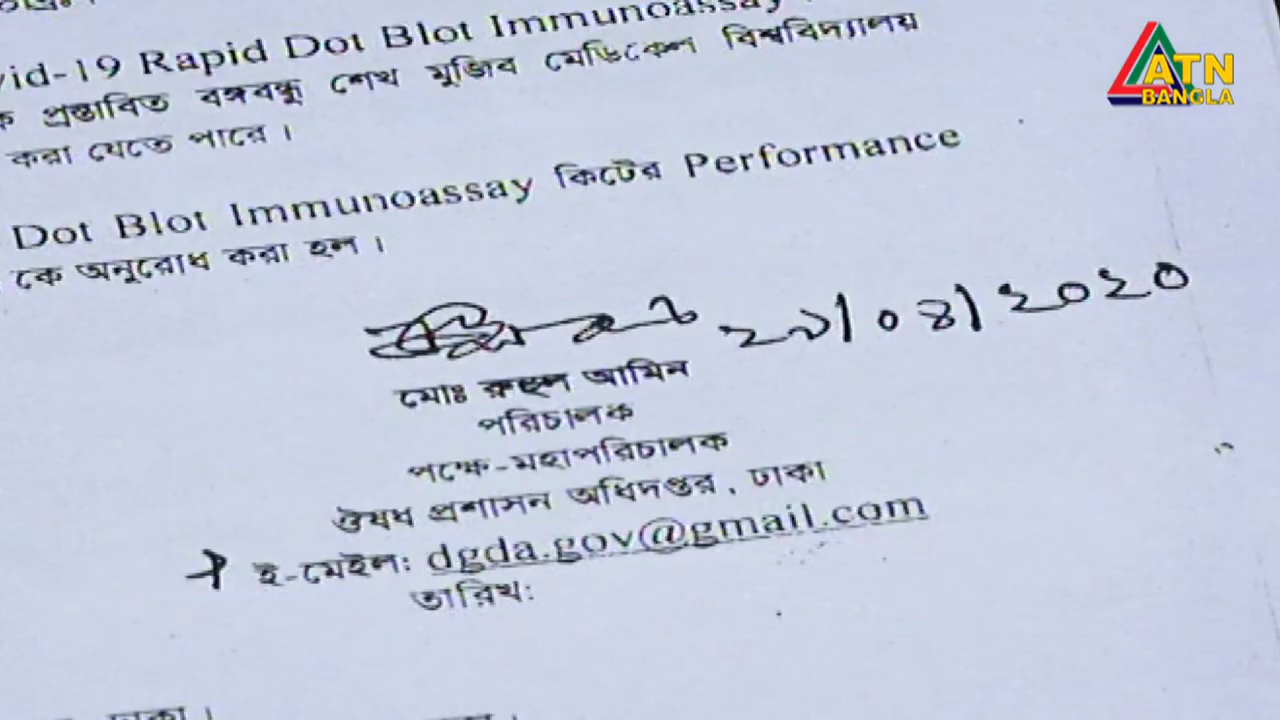 vid-19 Rapid Dot Blot Immunoassay
ক প্রস্তাবিত বঙ্গবন্ধু শেখ মুজিব মেডিকেল বিশ্ববিদ্যালয়
করা যেতে পারে।
Dot Blot Immunoassay কিটের Performance
কে অনুরোধ করা হল।
/০৪/২০২০
মোঃ রুহুল আমিন
পরিচালক
পক্ষে-মহাপরিচালক
ঔষধ প্রশাসন অধিদপ্তর, ঢাকা
ই-মেইল: dgda.gov@gmail.com
তারিখ:
ঢাকা।
ATN
BANGLA